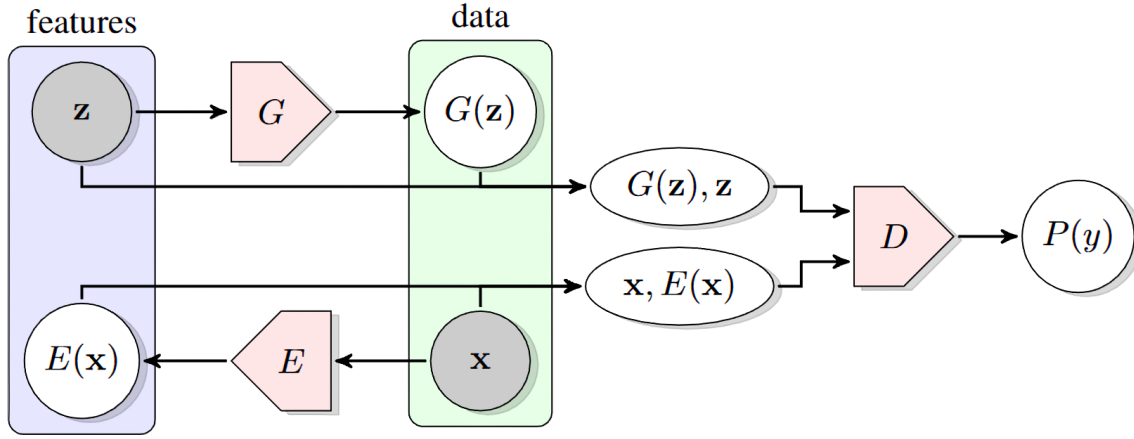 features
data
z
G
G(z)
G(z), z
D
P(y)
x, E(x)
E(x)
E
x